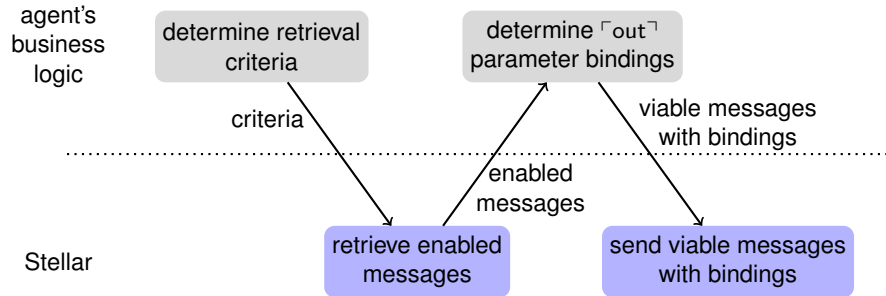 agent's
business
logic
determine retrieval
criteria
determine ⌜out⌝
parameter bindings
criteria
viable messages
with bindings
enabled
messages
Stellar
retrieve enabled
messages
send viable messages
with bindings